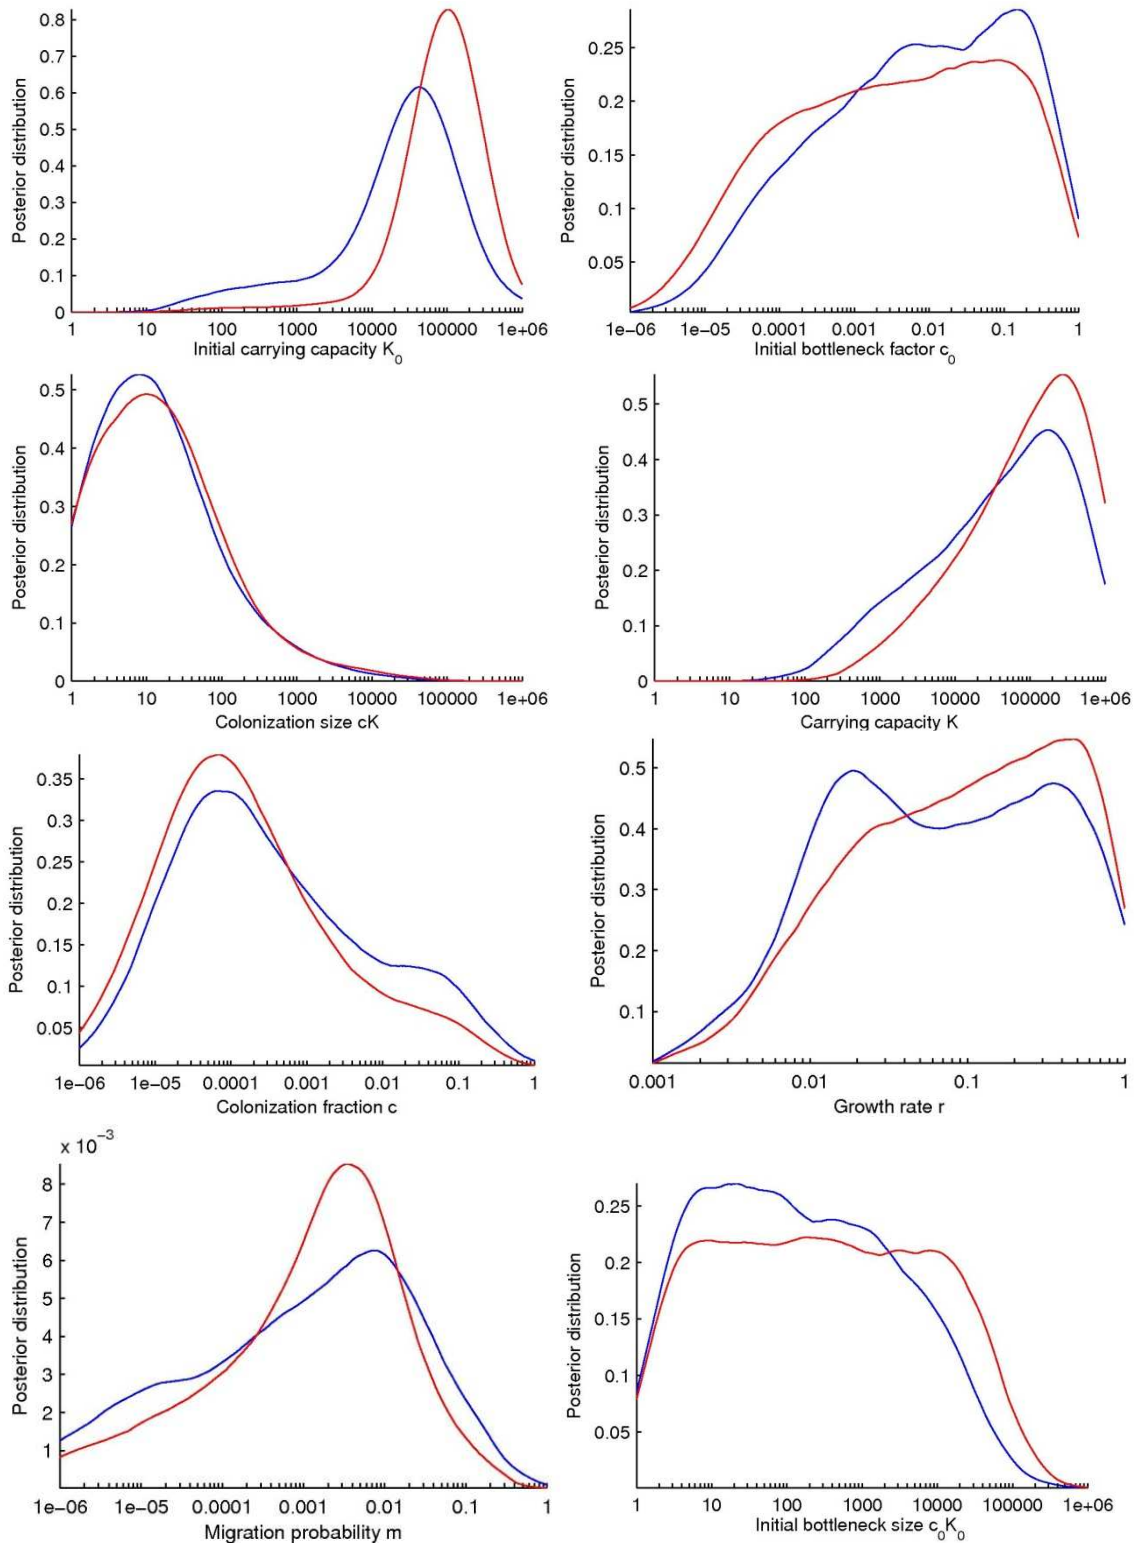 Posterior distribution
0.8
0.7
0.6
0.5
0.4
0.3
0.2
0.1
0
1 10 100 1000 10000 100000 1e+06
Initial carrying capacity K0
Posterior distribution
0.25
0.2
0.15
0.1
0.05
1e−06 1e−05 0.0001 0.001 0.01 0.1 1
Initial bottleneck factor c0
Posterior distribution
0.5
0.4
0.3
0.2
0.1
0
1 10 100 1000 10000 100000 1e+06
Colonization size cK
Posterior distribution
0.5
0.4
0.3
0.2
0.1
0
1 10 100 1000 10000 100000 1e+06
Carrying capacity K
Posterior distribution
0.35
0.3
0.25
0.2
0.15
0.1
0.05
1e−06 1e−05 0.0001 0.001 0.01 0.1 1
Colonization fraction c
Posterior distribution
0.5
0.4
0.3
0.2
0.1
0.001 0.01 0.1 1
Growth rate r
x 10−3
Posterior distribution
8
7
6
5
4
3
2
1
1e−06 1e−05 0.0001 0.001 0.01 0.1 1
Migration probability m
Posterior distribution
0.25
0.2
0.15
0.1
0.05
1 10 100 1000 10000 100000 1e+06
Initial bottleneck size c0K0